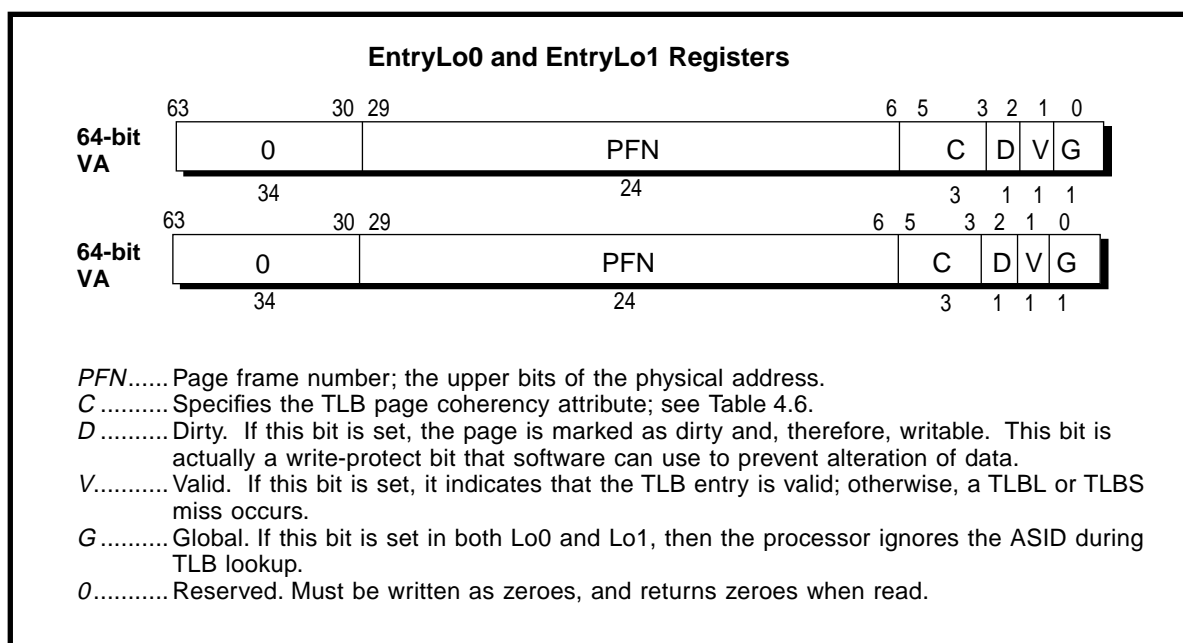 EntryLo0 and EntryLo1 Registers
63 30 29 6 5 3 2 1 0
64-bit VA 0 PFN C D V G
34 24 3 1 1 1
63 30 29 6 5 3 2 1 0
64-bit VA 0 PFN C D V G
34 24 3 1 1 1
PFN...... Page frame number; the upper bits of the physical address.
C .......... Specifies the TLB page coherency attribute; see Table 4.6.
D .......... Dirty. If this bit is set, the page is marked as dirty and, therefore, writable. This bit is
actually a write-protect bit that software can use to prevent alteration of data.
V........... Valid. If this bit is set, it indicates that the TLB entry is valid; otherwise, a TLBL or TLBS
miss occurs.
G .......... Global. If this bit is set in both Lo0 and Lo1, then the processor ignores the ASID during
TLB lookup.
0........... Reserved. Must be written as zeroes, and returns zeroes when read.